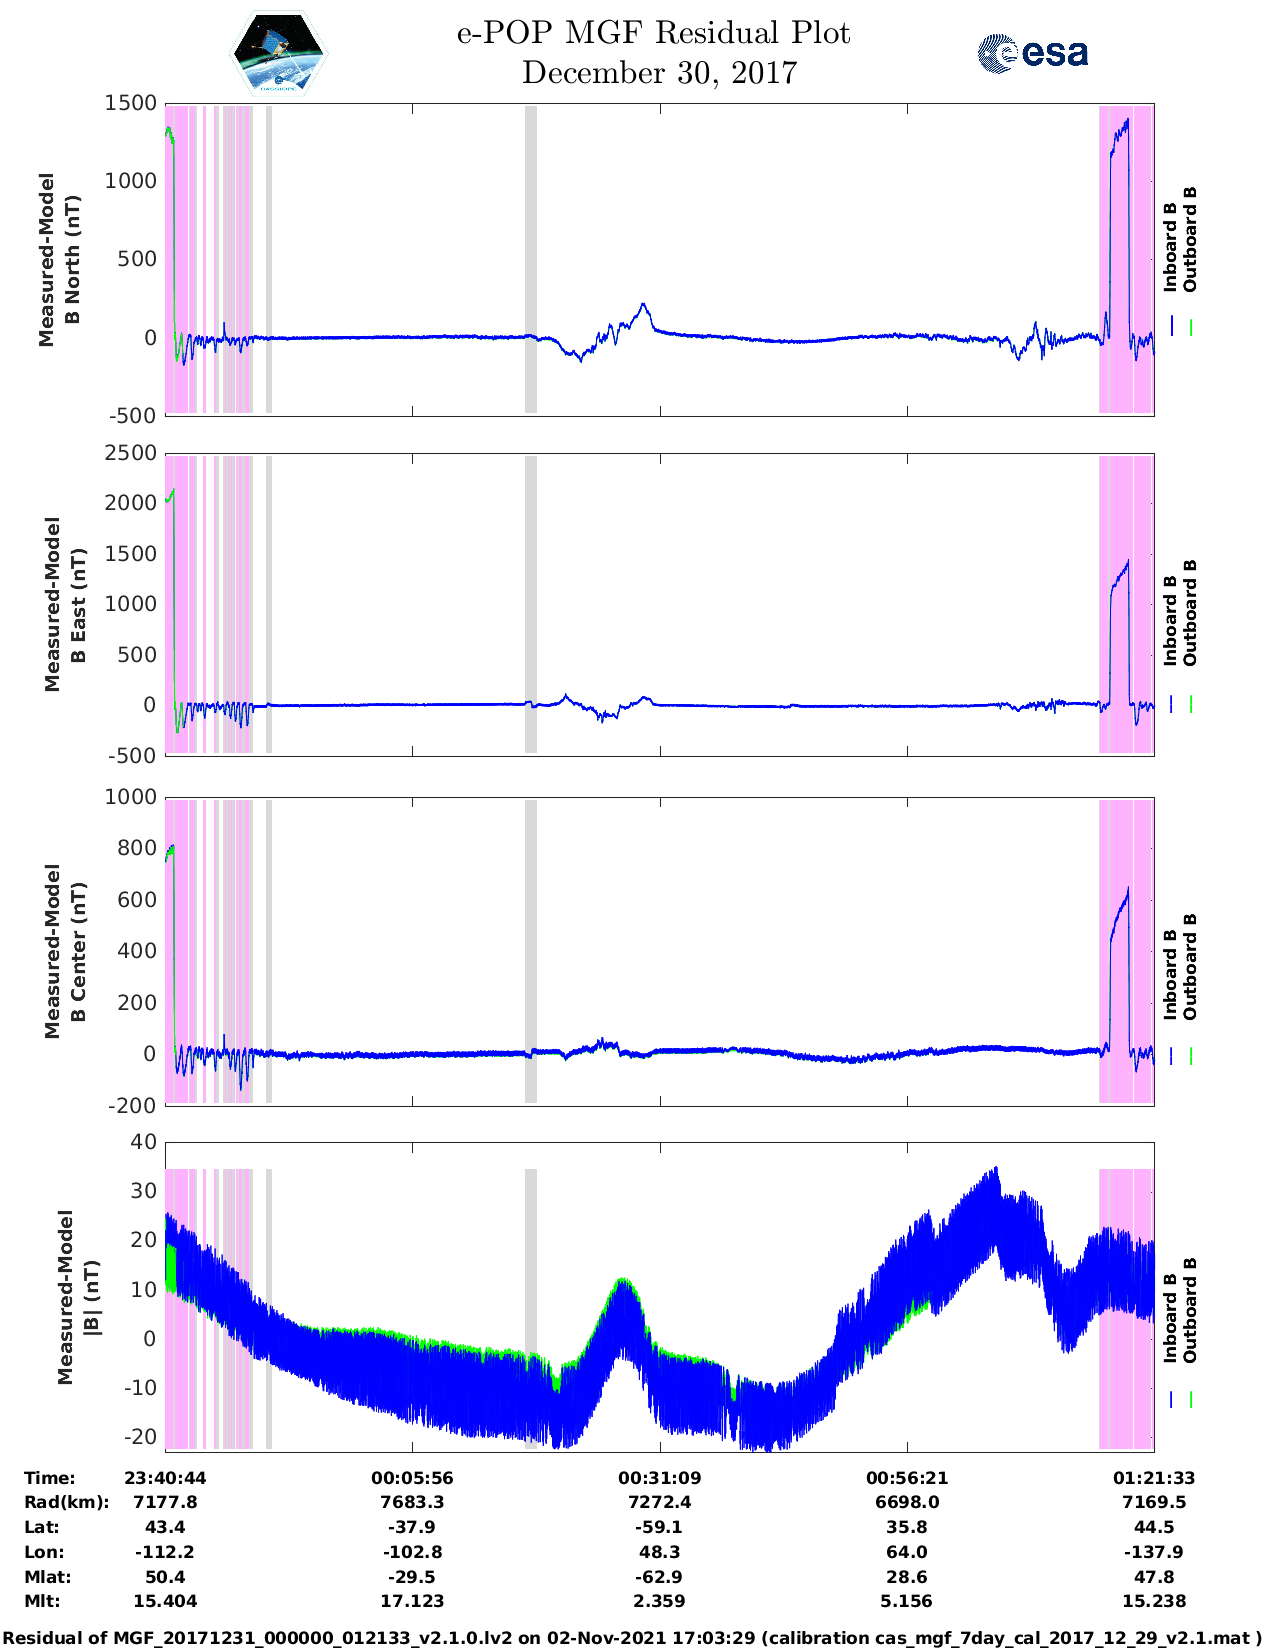 e-POP MGF Residual Plot
December 30, 2017
CASSIOPE
esa
1500
1000
500
0
-500
Measured-Model
B North (nT)
Inboard B
Outboard B
2500
2000
1500
1000
500
0
-500
Measured-Model
B East (nT)
Inboard B
Outboard B
1000
800
600
400
200
0
-200
Measured-Model
B Center (nT)
Inboard B
Outboard B
40
30
20
10
0
-10
-20
Measured-Model
|B| (nT)
Inboard B
Outboard B
Time: 23:40:44 00:05:56 00:31:09 00:56:21 01:21:33
Rad(km): 7177.8 7683.3 7272.4 6698.0 7169.5
Lat: 43.4 -37.9 -59.1 35.8 44.5
Lon: -112.2 -102.8 48.3 64.0 -137.9
Mlat: 50.4 -29.5 -62.9 28.6 47.8
Mlt: 15.404 17.123 2.359 5.156 15.238
Residual of MGF_20171231_000000_012133_v2.1.0.lv2 on 02-Nov-2021 17:03:29 (calibration cas_mgf_7day_cal_2017_12_29_v2.1.mat )